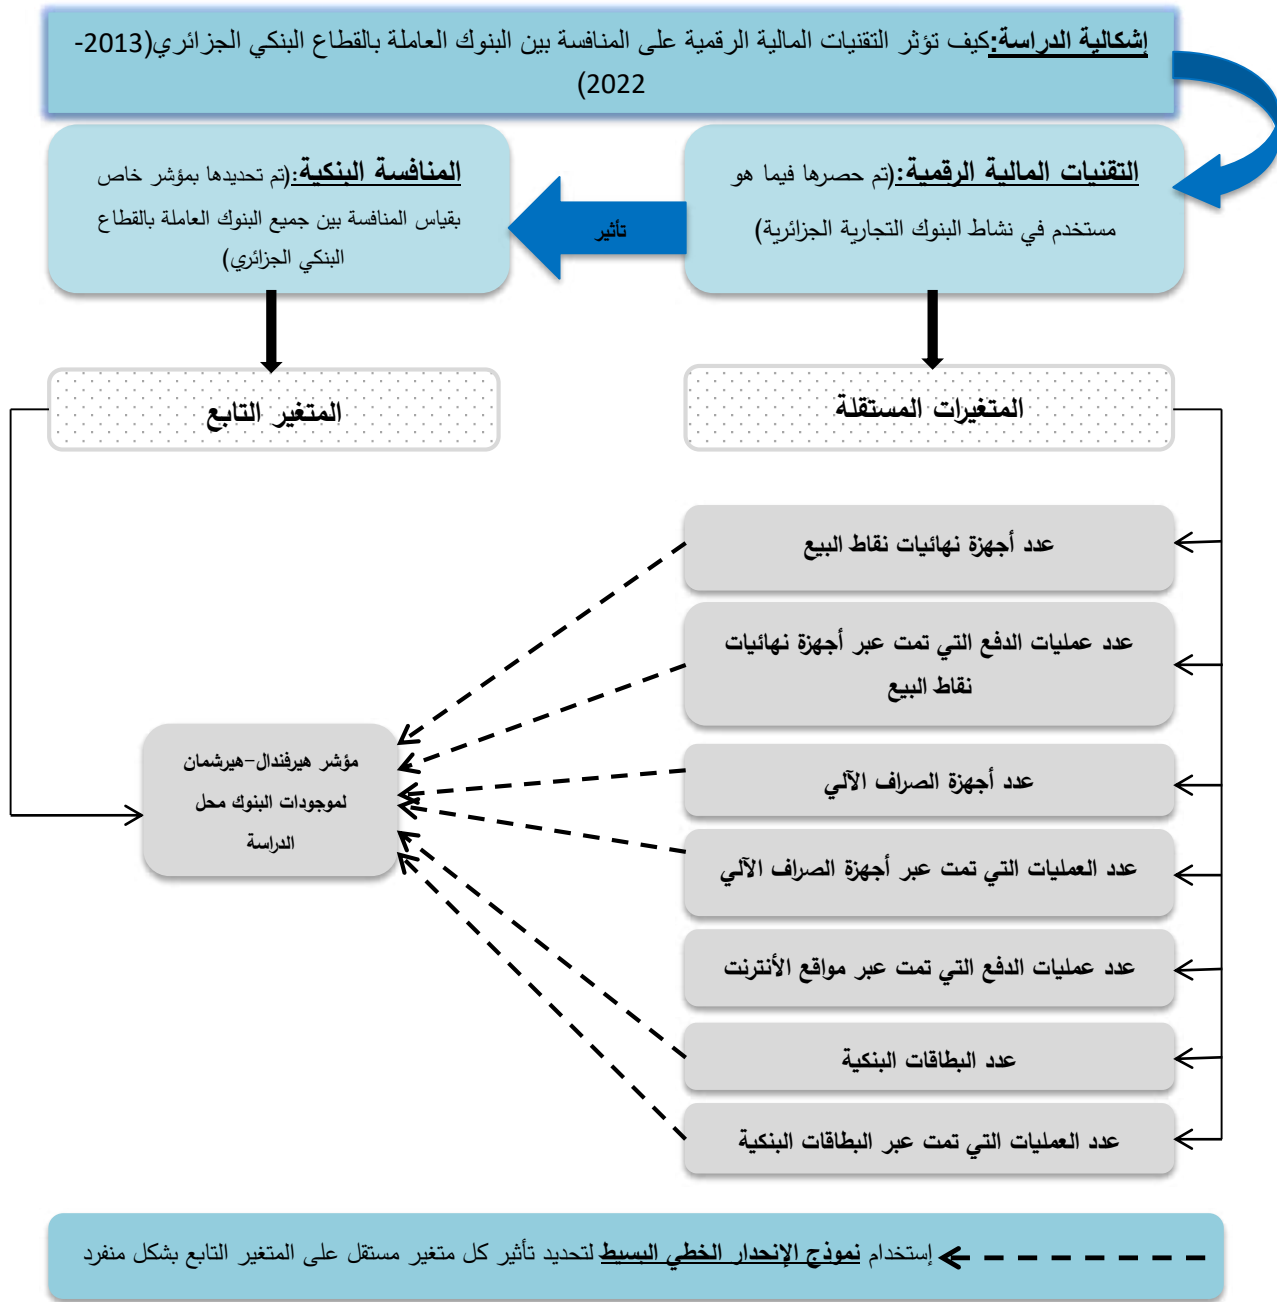 إشكالية الدراسة:كيف تؤثر التقنيات المالية الرقمية على المنافسة بين البنوك العاملة بالقطاع البنكي الجزائري(2013-
2022)
التقنيات المالية الرقمية:(تم حصرها فيما هو
مستخدم في نشاط البنوك التجارية الجزائرية)
تأثير
المنافسة البنكية:(تم تحديدها بمؤشر خاص
بقياس المنافسة بين جميع البنوك العاملة بالقطاع
البنكي الجزائري)
المتغيرات المستقلة
المتغير التابع
عدد أجهزة نهائيات نقاط البيع
عدد عمليات الدفع التي تمت عبر أجهزة نهائيات
نقاط البيع
عدد أجهزة الصراف الآلي
عدد العمليات التي تمت عبر أجهزة الصراف الآلي
عدد عمليات الدفع التي تمت عبر مواقع الأنترنت
عدد البطاقات البنكية
عدد العمليات التي تمت عبر البطاقات البنكية
مؤشر هيرفندال-هيرشمان
لموجودات البنوك محل
الدراسة
إستخدام نموذج الإنحدار الخطي البسيط لتحديد تأثير كل متغير مستقل على المتغير التابع بشكل منفرد